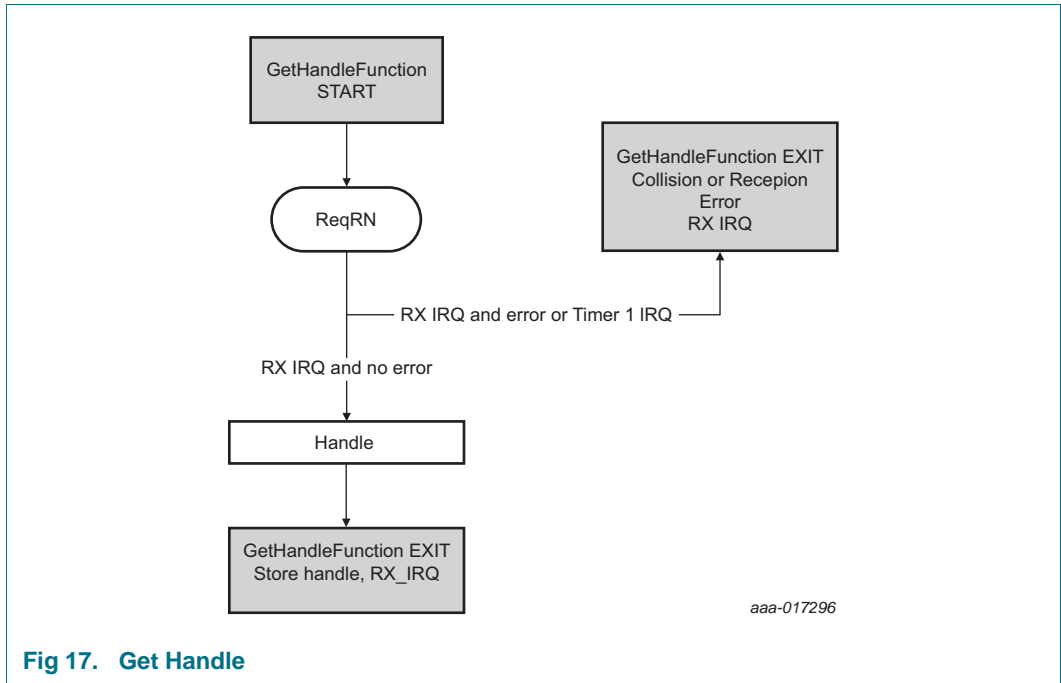 GetHandleFunction
START
ReqRN
GetHandleFunction EXIT
Collision or Recepion
Error
RX IRQ
RX IRQ and error or Timer 1 IRQ
RX IRQ and no error
Handle
GetHandleFunction EXIT
Store handle, RX_IRQ
aaa-017296
Fig 17. Get Handle